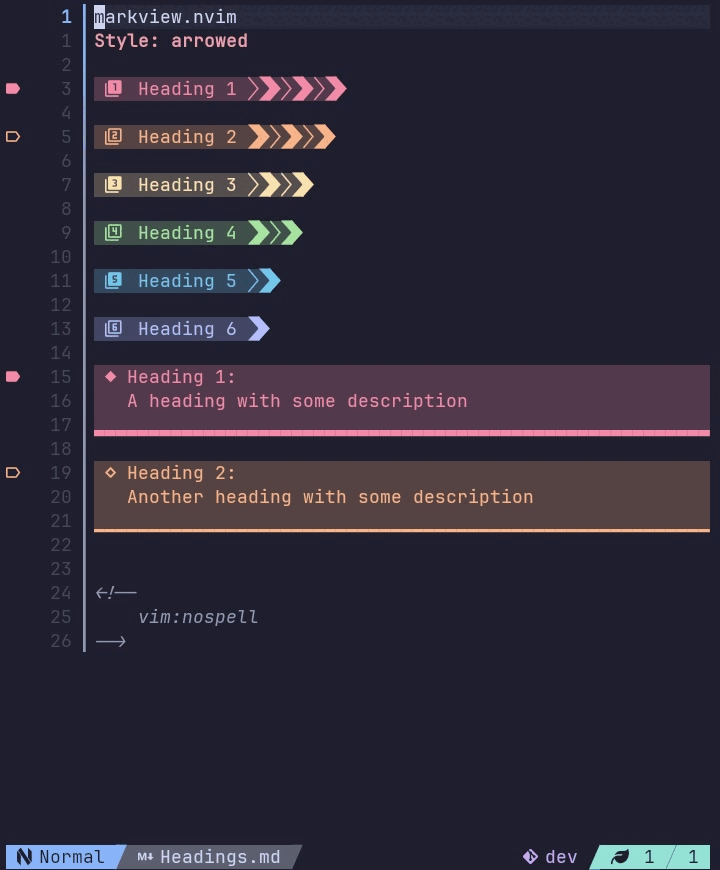 1 markview.nvim
1 Style: arrowed
2
3 1 Heading 1
4
5 2 Heading 2
6
7 3 Heading 3
8
9 4 Heading 4
10
11 5 Heading 5
12
13 6 Heading 6
14
15 ◆ Heading 1:
16 A heading with some description
17
18
19 ◇ Heading 2:
20 Another heading with some description
21
22
23
24 <!--
25 vim:nospell
26 -->
N Normal M↓ Headings.md dev 1 / 1